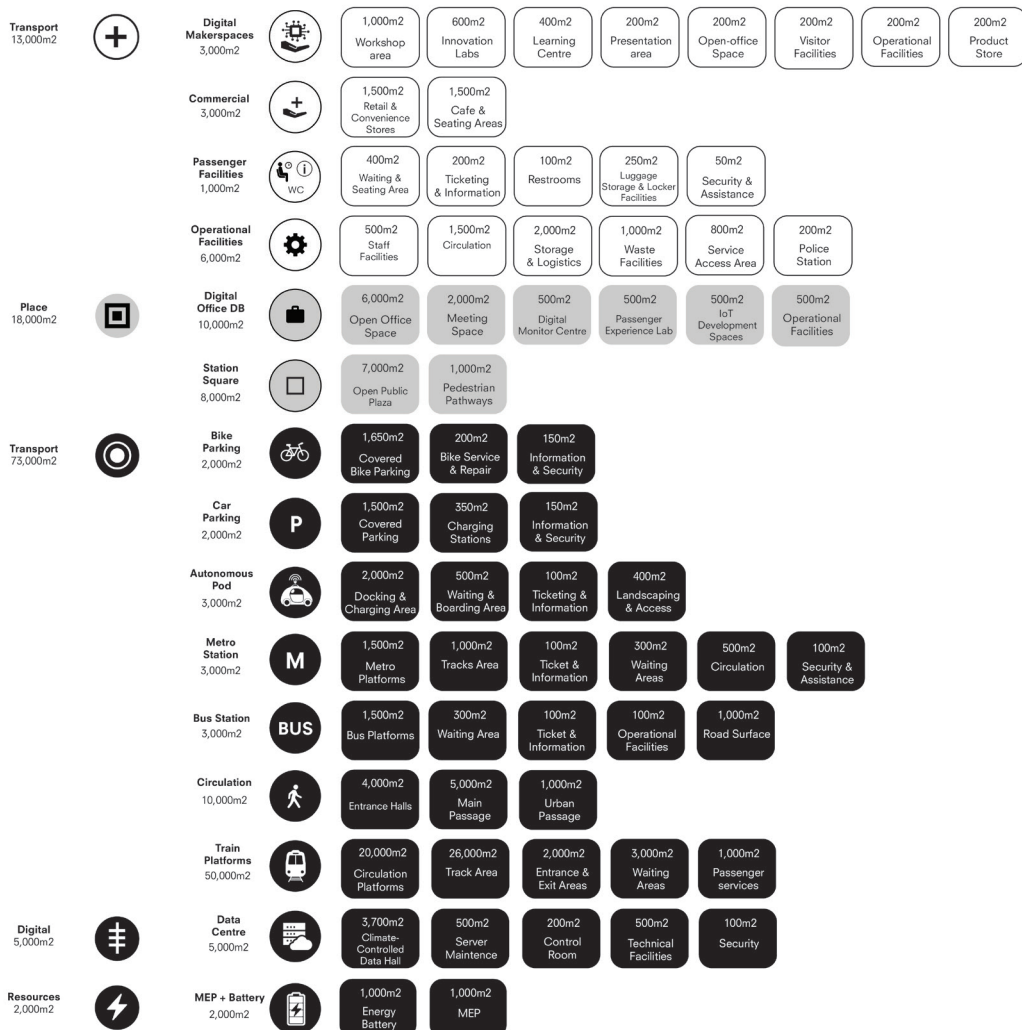 Transport
13,000m2
Digital
Makerspaces
3,000m2
1,000m2
Workshop
area
600m2
Innovation
Labs
400m2
Learning
Centre
200m2
Presentation
area
200m2
Open-office
Space
200m2
Visitor
Facilities
200m2
Operational
Facilities
200m2
Product
Store
Commercial
3,000m2
1,500m2
Retail &
Convenience
Stores
1,500m2
Cafe &
Seating Areas
Passenger
Facilities
1,000m2
WC
400m2
Waiting &
Seating Area
200m2
Ticketing
& Information
100m2
Restrooms
250m2
Luggage
Storage & Locker
Facilities
50m2
Security &
Assistance
Operational
Facilities
6,000m2
500m2
Staff
Facilities
1,500m2
Circulation
2,000m2
Storage
& Logistics
1,000m2
Waste
Facilities
800m2
Service
Access Area
200m2
Police
Station
Place
18,000m2
Digital
Office DB
10,000m2
6,000m2
Open Office
Space
2,000m2
Meeting
Space
500m2
Digital
Monitor Centre
500m2
Passenger
Experience Lab
500m2
IoT
Development
Spaces
500m2
Operational
Facilities
Station
Square
8,000m2
7,000m2
Open Public
Plaza
1,000m2
Pedestrian
Pathways
Transport
73,000m2
Bike
Parking
2,000m2
1,650m2
Covered
Bike Parking
200m2
Bike Service
& Repair
150m2
Information
& Security
Car
Parking
2,000m2
P
1,500m2
Covered
Parking
350m2
Charging
Stations
150m2
Information
& Security
Autonomous
Pod
3,000m2
2,000m2
Docking &
Charging Area
500m2
Waiting &
Boarding Area
100m2
Ticketing &
Information
400m2
Landscaping
& Access
Metro
Station
3,000m2
M
1,500m2
Metro
Platforms
1,000m2
Tracks Area
100m2
Ticket &
Information
300m2
Waiting
Areas
500m2
Circulation
100m2
Security &
Assistance
Bus Station
3,000m2
BUS
1,500m2
Bus Platforms
300m2
Waiting Area
100m2
Ticket &
Information
100m2
Operational
Facilities
1,000m2
Road Surface
Circulation
10,000m2
4,000m2
Entrance Halls
5,000m2
Main
Passage
1,000m2
Urban
Passage
Train
Platforms
50,000m2
20,000m2
Circulation
Platforms
26,000m2
Track Area
2,000m2
Entrance &
Exit Areas
3,000m2
Waiting
Areas
1,000m2
Passenger
services
Digital
5,000m2
Data
Centre
5,000m2
3,700m2
Climate-
Controlled
Data Hall
500m2
Server
Maintence
200m2
Control
Room
500m2
Technical
Facilities
100m2
Security
Resources
2,000m2
MEP + Battery
2,000m2
1,000m2
Energy
Battery
1,000m2
MEP